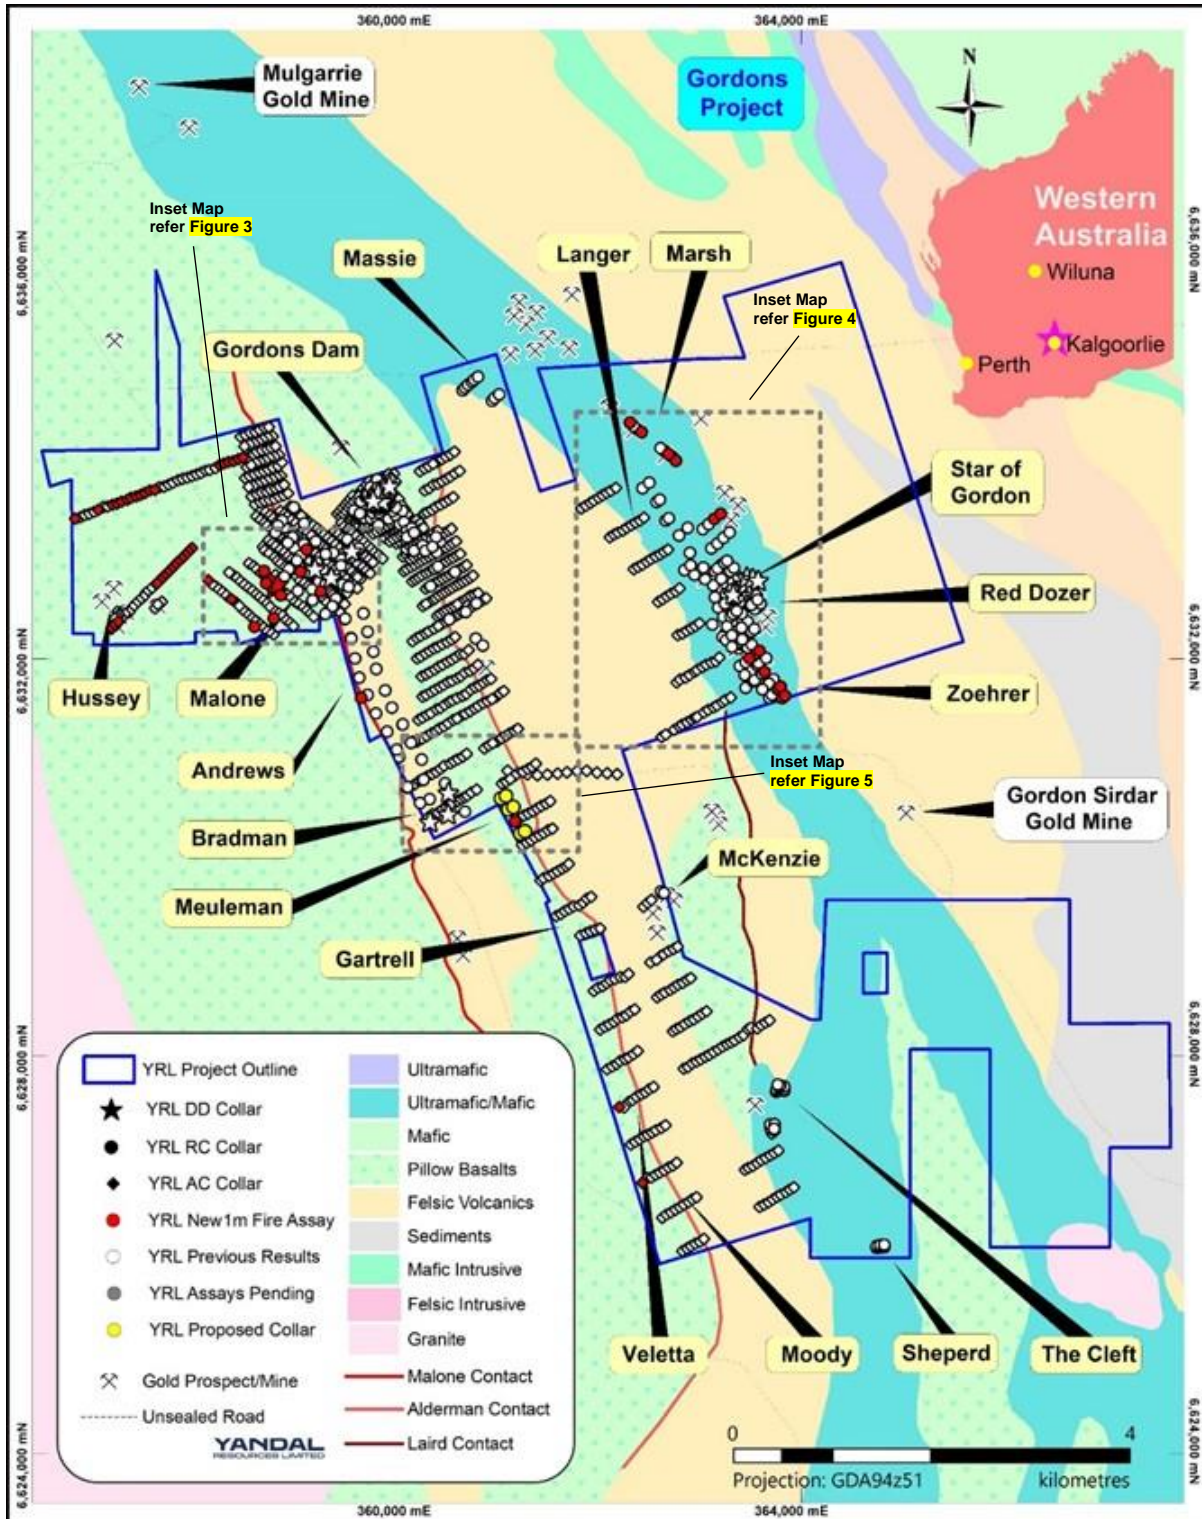 360,000 mE
364,000 mE
Mulgarrie
Gold Mine
Gordons
Project
N
Western
Australia
Wiluna
Kalgoorlie
Perth
Inset Map
refer Figure 3
6,636,000 mN
6,636,000 mN
Massie
Langer
Marsh
Inset Map
refer Figure 4
Gordons Dam
Star of
Gordon
Red Dozer
6,632,000 mN
6,632,000 mN
Hussey
Malone
Zoehrer
Andrews
Inset Map
refer Figure 5
Bradman
Gordon Sirdar
Gold Mine
McKenzie
Meuleman
Gartrell
6,628,000 mN
6,628,000 mN
YRL Project Outline
YRL DD Collar
YRL RC Collar
YRL AC Collar
YRL New1m Fire Assay
YRL Previous Results
YRL Assays Pending
YRL Proposed Collar
Gold Prospect/Mine
Unsealed Road
YANDAL
RESOURCES LIMITED
Ultramafic
Ultramafic/Mafic
Mafic
Pillow Basalts
Felsic Volcanics
Sediments
Mafic Intrusive
Felsic Intrusive
Granite
Malone Contact
Alderman Contact
Laird Contact
Veletta
Moody
Sheperd
The Cleft
0
4
Projection: GDA94z51
kilometres
6,624,000 mN
6,624,000 mN
360,000 mE
364,000 mE